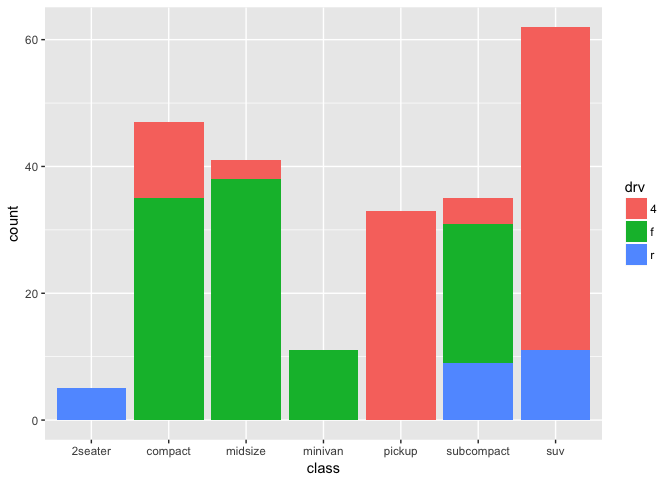 60
40
20
0
count
2seater compact midsize minivan pickup subcompact suv
class
drv
4
f
r